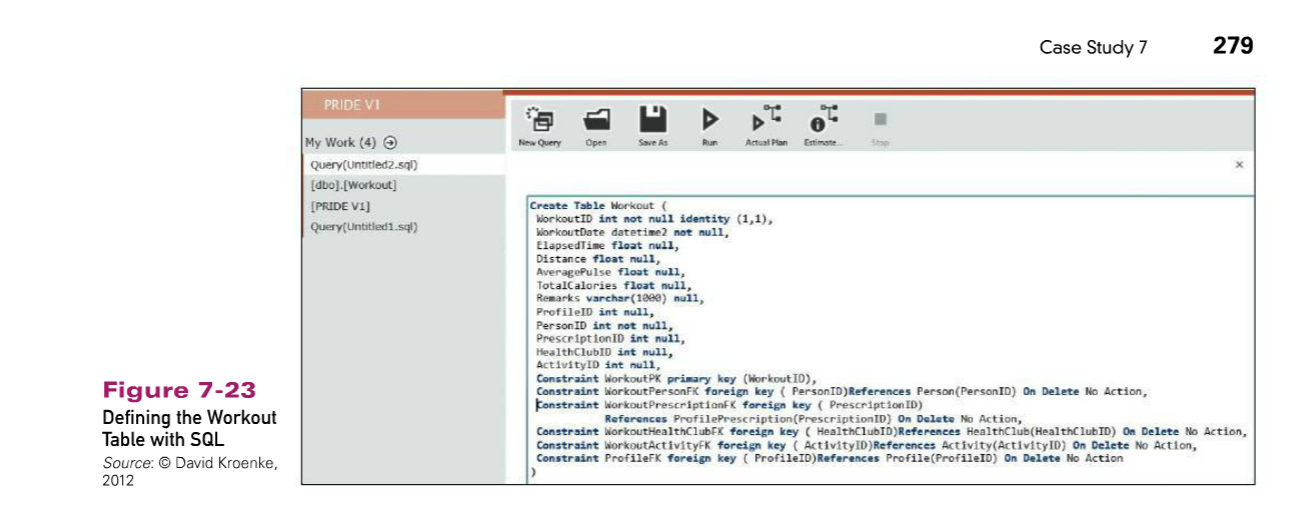 Case Study 7 279
PRIDE V1
My Work (4)
Query(Untitled2.sql)
[dbo].[Workout]
[PRIDE V1]
Query(Untitled1.sql)
New Query Open Save As Run Actual Plan Estimate... Stop
Create Table Workout (
WorkoutID int not null identity (1,1),
WorkoutDate datetime2 not null,
ElapsedTime float null,
Distance float null,
AveragePulse float null,
TotalCalories float null,
Remarks varchar(1000) null,
ProfileID int null,
PersonID int not null,
PrescriptionID int null,
HealthClubID int null,
ActivityID int null,
Constraint WorkoutPK primary key (WorkoutID),
Constraint WorkoutPersonFK foreign key ( PersonID)References Person(PersonID) On Delete No Action,
Constraint WorkoutPrescriptionFK foreign key ( PrescriptionID)
References ProfilePrescription(PrescriptionID) On Delete No Action,
Constraint WorkoutHealthClubFK foreign key ( HealthClubID)References HealthClub(HealthClubID) On Delete No Action,
Constraint WorkoutActivityFK foreign key ( ActivityID)References Activity(ActivityID) On Delete No Action,
Constraint ProfileFK foreign key ( ProfileID)References Profile(ProfileID) On Delete No Action
)
Figure 7-23
Defining the Workout
Table with SQL
Source: © David Kroenke,
2012